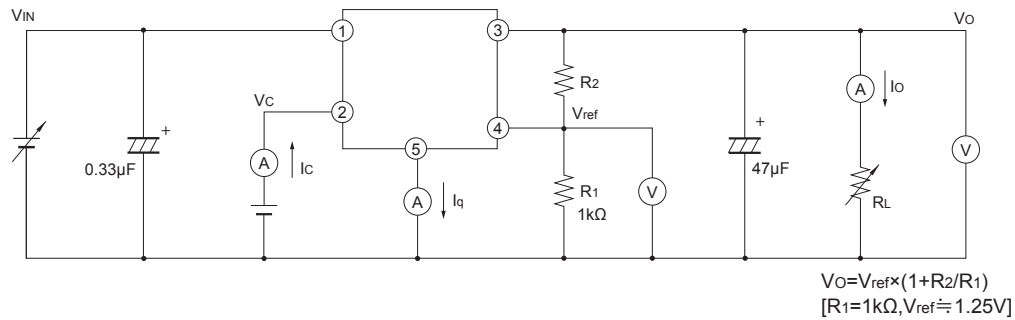 VIN
1
3
VO
R2
A
IO
VC
2
Vref
4
+
5
+
0.33µF
A
IC
A
Iq
R1
1kΩ
V
47µF
RL
V
VO=Vref×(1+R2/R1)
[R1=1kΩ,Vref≒1.25V]